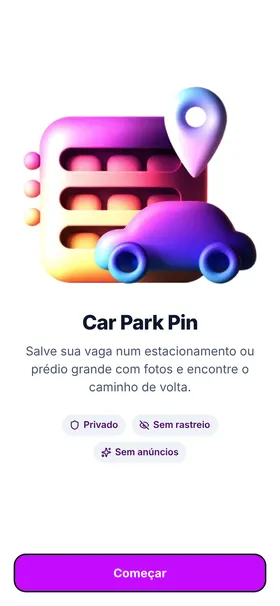 Car Park Pin
Salve sua vaga num estacionamento ou
prédio grande com fotos e encontre o
caminho de volta.
Privado
Sem rastreio
Sem anúncios
Começar